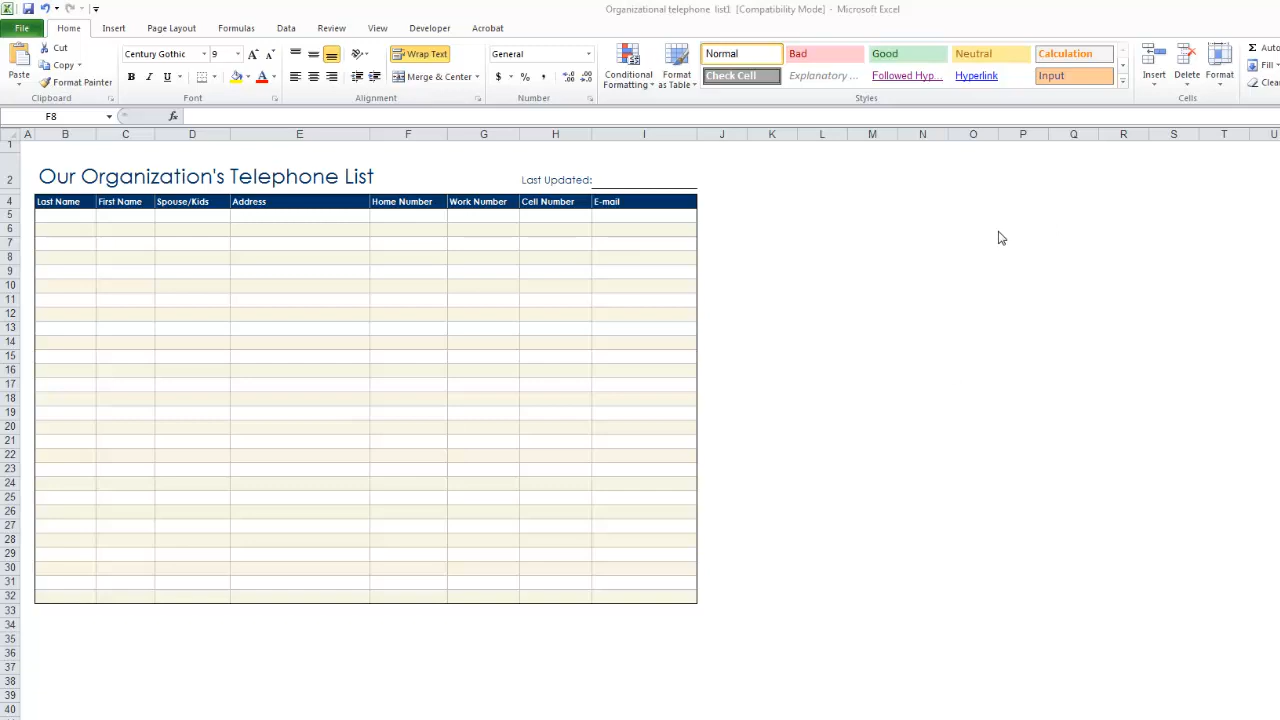 Organizational telephone list1 [Compatibility Mode] - Microsoft Excel
File Home Insert Page Layout Formulas Data Review View Developer Acrobat
Paste Cut Copy Format Painter
Century Gothic 9
B I U A A A
Wrap Text
Merge & Center
General
$ % ,
Conditional Formatting
Format as Table
Normal Bad Good Neutral Calculation
Check Cell Explanatory ... Followed Hyp... Hyperlink Input
Insert Delete Format
Σ Auto
Fill
Clea
Clipboard Font Alignment Number Styles Cells
F8 fx
A B C D E F G H I J K L M N O P Q R S T U
1
2 Our Organization's Telephone List Last Updated:
4 Last Name First Name Spouse/Kids Address Home Number Work Number Cell Number E-mail
5
6
7
8
9
10
11
12
13
14
15
16
17
18
19
20
21
22
23
24
25
26
27
28
29
30
31
32
33
34
35
36
37
38
39
40